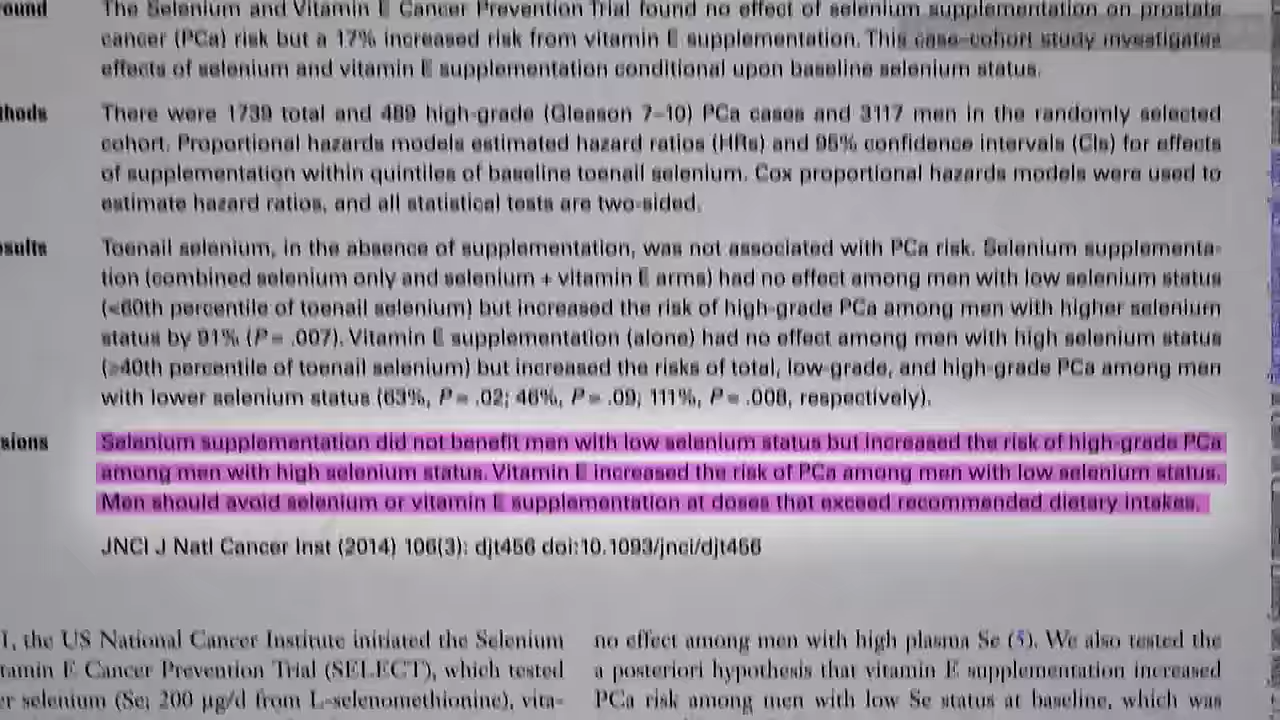 ound The Selenium and Vitamin E Cancer Prevention Trial found no effect of selenium supplementation on prostate
cancer (PCa) risk but a 17% increased risk from vitamin E supplementation. This case-cohort study investigates
effects of selenium and vitamin E supplementation conditional upon baseline selenium status.
thods There were 1739 total and 489 high-grade (Gleason 7–10) PCa cases and 3117 men in the randomly selected
cohort. Proportional hazards models estimated hazard ratios (HRs) and 95% confidence intervals (CIs) for effects
of supplementation within quintiles of baseline toenail selenium. Cox proportional hazards models were used to
estimate hazard ratios, and all statistical tests are two-sided.
sults Toenail selenium, in the absence of supplementation, was not associated with PCa risk. Selenium supplementa-
tion (combined selenium only and selenium + vitamin E arms) had no effect among men with low selenium status
(<60th percentile of toenail selenium) but increased the risk of high-grade PCa among men with higher selenium
status by 91% (P = .007). Vitamin E supplementation (alone) had no effect among men with high selenium status
(≥40th percentile of toenail selenium) but increased the risks of total, low-grade, and high-grade PCa among men
with lower selenium status (63%, P = .02; 46%, P = .09; 111%, P = .008, respectively).
sions Selenium supplementation did not benefit men with low selenium status but increased the risk of high-grade PCa
among men with high selenium status. Vitamin E increased the risk of PCa among men with low selenium status.
Men should avoid selenium or vitamin E supplementation at doses that exceed recommended dietary intakes.
JNCI J Natl Cancer Inst (2014) 106(3): djt456 doi:10.1093/jnci/djt456
1, the US National Cancer Institute initiated the Selenium
tamin E Cancer Prevention Trial (SELECT), which tested
er selenium (Se; 200 µg/d from L-selenomethionine), vita-
no effect among men with high plasma Se (5). We also tested the
a posteriori hypothesis that vitamin E supplementation increased
PCa risk among men with low Se status at baseline, which was